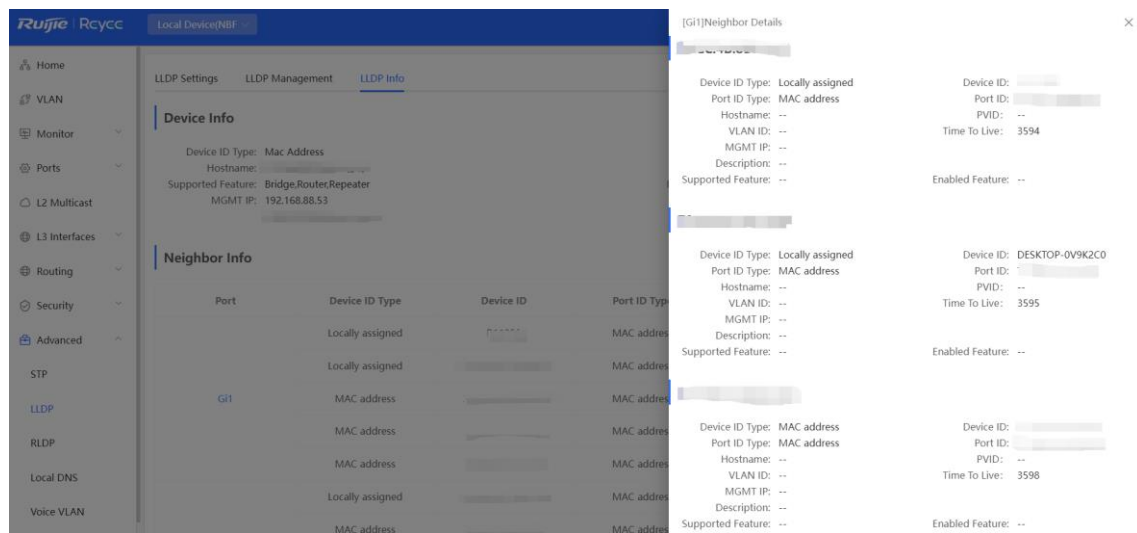 Ruijie Rcycc
Local Device(NBF
Home
VLAN
Monitor
Ports
L2 Multicast
L3 Interfaces
Routing
Security
Advanced
STP
LLDP
RLDP
Local DNS
Voice VLAN
LLDP Settings LLDP Management LLDP Info
Device Info
Device ID Type: Mac Address
Hostname:
Supported Feature: Bridge,Router,Repeater
MGMT IP: 192.168.88.53
Neighbor Info
Port Device ID Type Device ID Port ID Typ
Locally assigned MAC addres
Locally assigned MAC addres
Gi1 MAC address MAC addres
MAC address MAC addres
MAC address MAC addres
Locally assigned MAC addres
MAC address MAC addres
[Gi1]Neighbor Details
Device ID Type: Locally assigned Device ID:
Port ID Type: MAC address Port ID:
Hostname: -- PVID: --
VLAN ID: -- Time To Live: 3594
MGMT IP: --
Description: --
Supported Feature: -- Enabled Feature: --
Device ID Type: Locally assigned Device ID: DESKTOP-0V9K2C0
Port ID Type: MAC address Port ID:
Hostname: -- PVID: --
VLAN ID: -- Time To Live: 3595
MGMT IP: --
Description: --
Supported Feature: -- Enabled Feature: --
Device ID Type: MAC address Device ID:
Port ID Type: MAC address Port ID:
Hostname: -- PVID: --
VLAN ID: -- Time To Live: 3598
MGMT IP: --
Description: --
Supported Feature: -- Enabled Feature: --